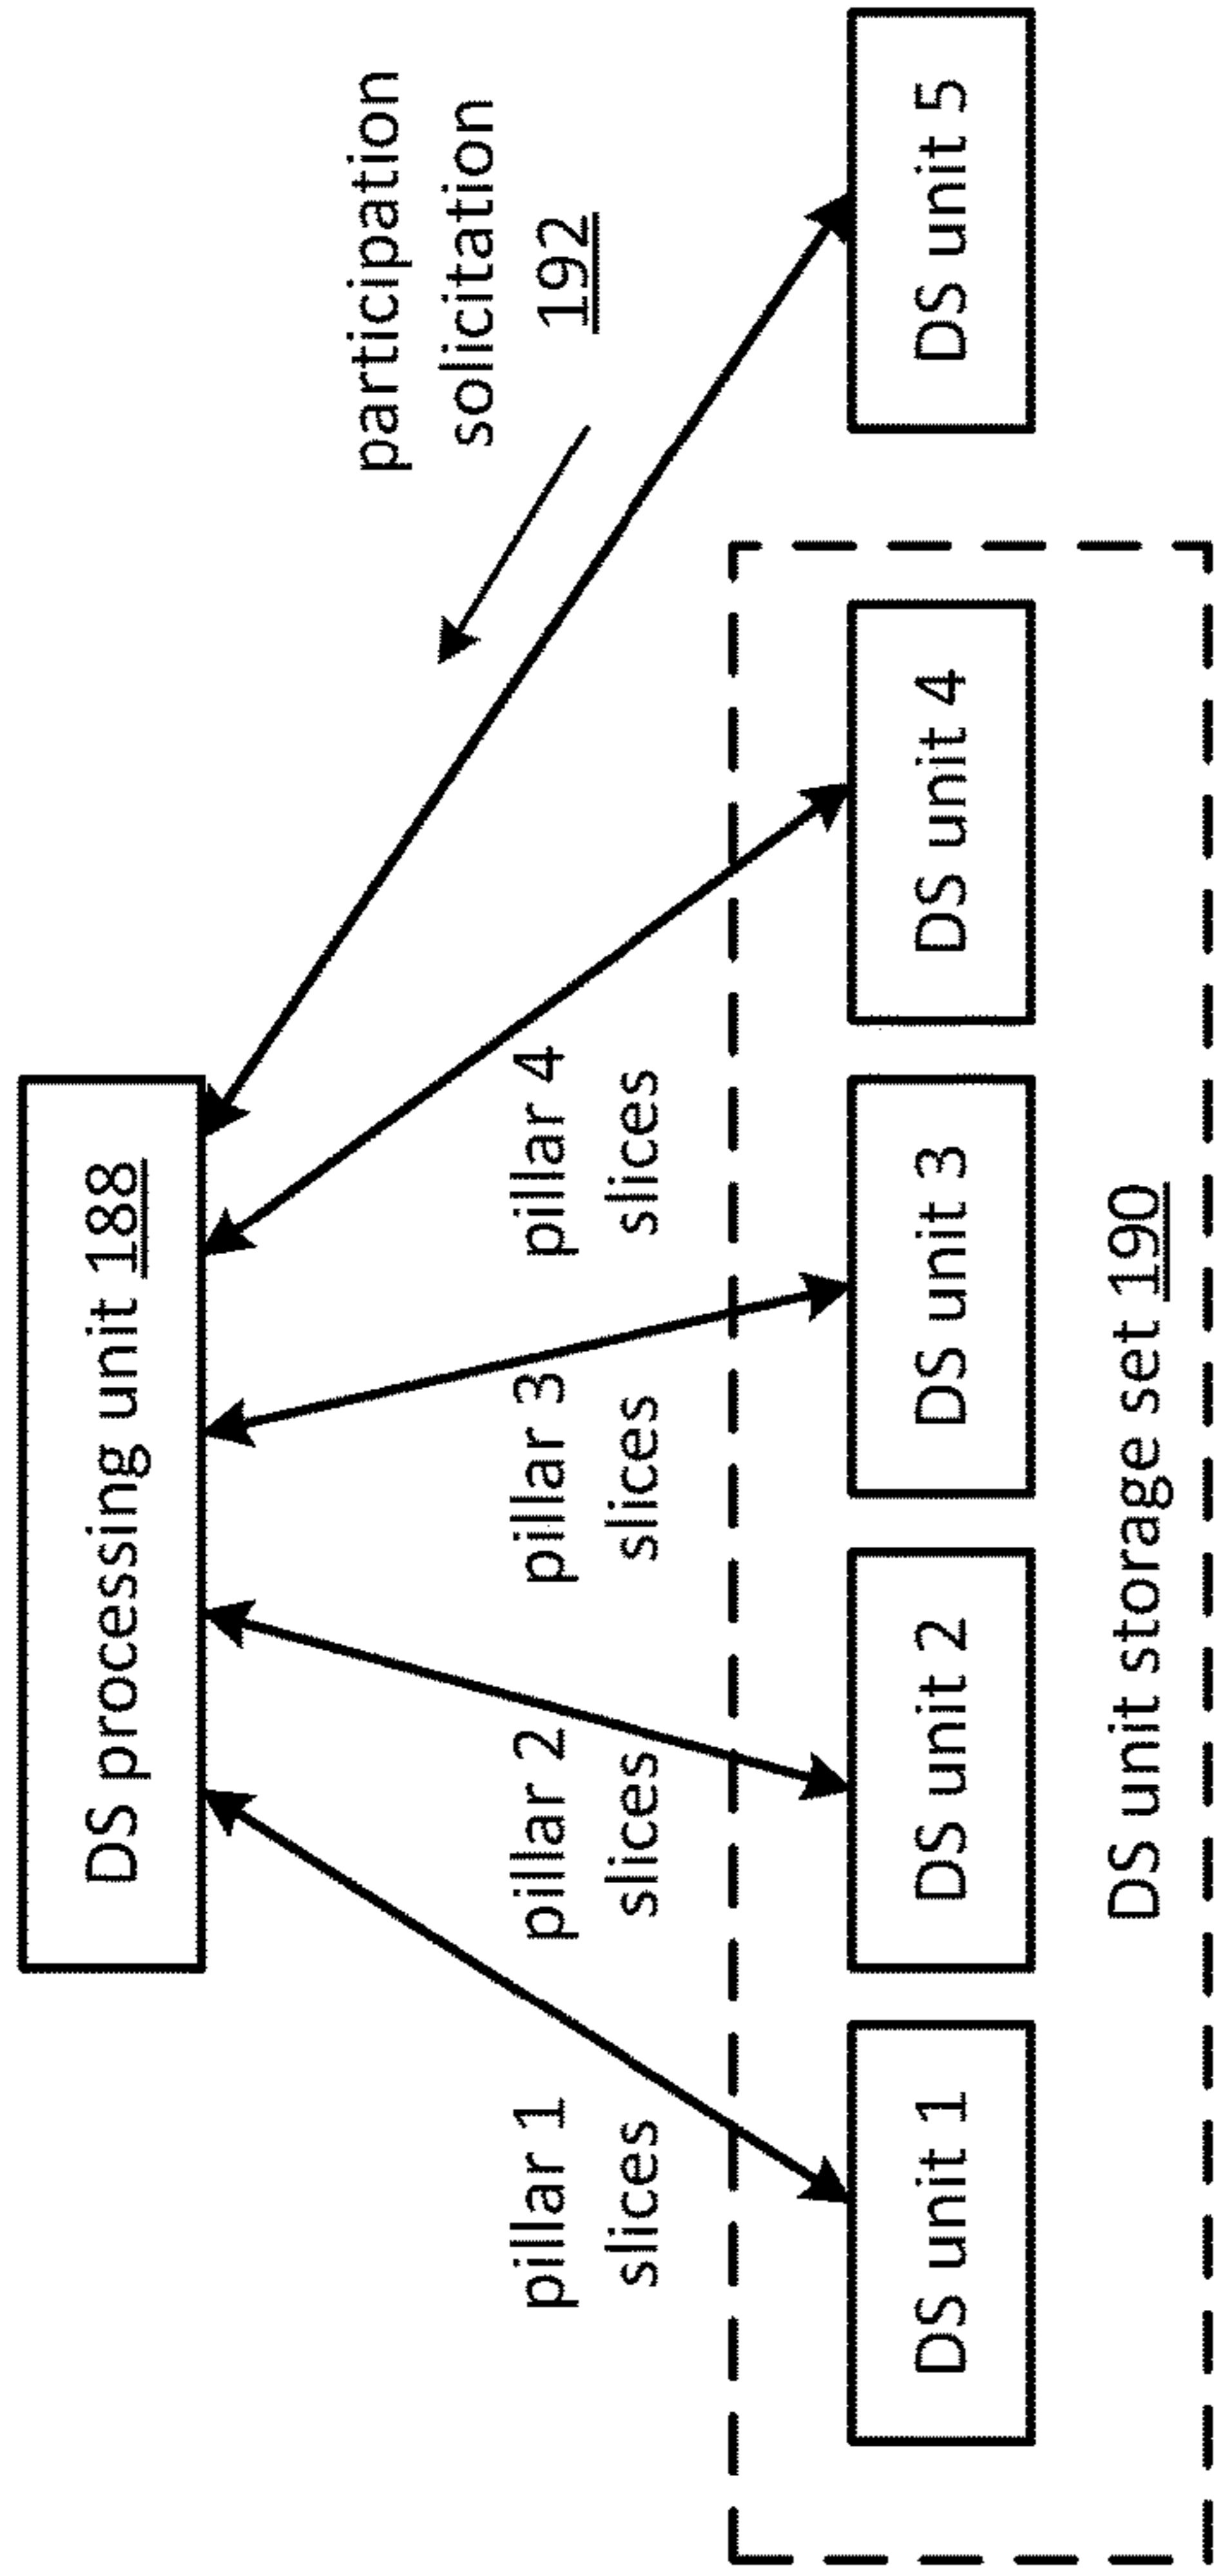 DS processing unit 188
participation
solicitation
192
pillar 1
slices
pillar 2
slices
pillar 3
slices
pillar 4
slices
DS unit 1
DS unit 2
DS unit 3
DS unit 4
DS unit 5
DS unit storage set 190